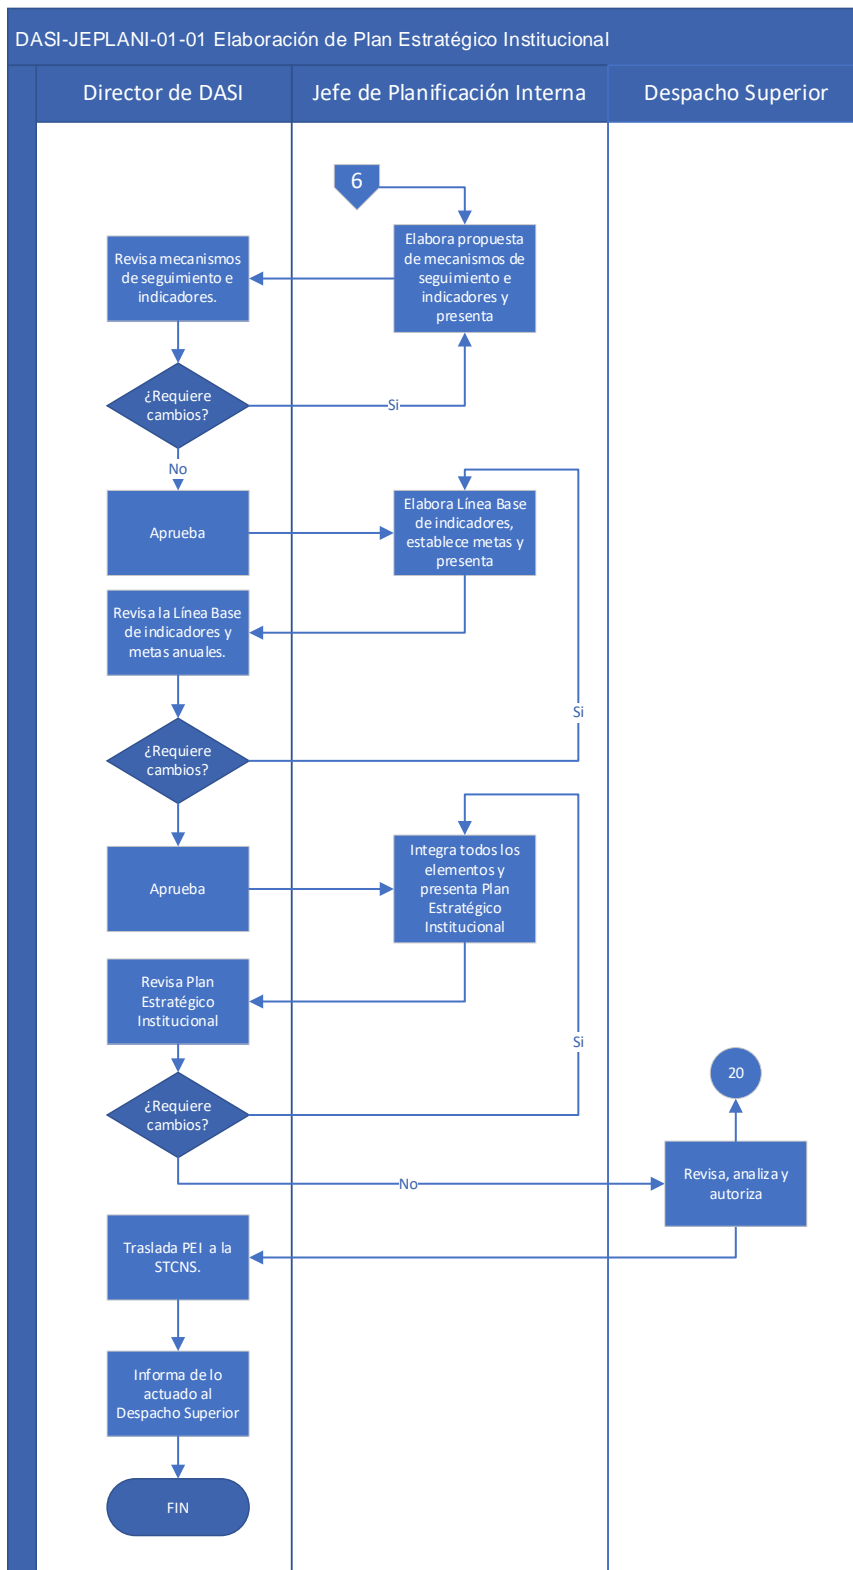 DASI-JEPLANI-01-01 Elaboración de Plan Estratégico Institucional
Director de DASI
Jefe de Planificación Interna
Despacho Superior
6
Elabora propuesta
de mecanismos de
seguimiento e
indicadores y
presenta
Revisa mecanismos
de seguimiento e
indicadores.
¿Requiere
cambios?
Si
No
Aprueba
Elabora Línea Base
de indicadores,
establece metas y
presenta
Revisa la Línea Base
de indicadores y
metas anuales.
Si
¿Requiere
cambios?
Aprueba
Integra todos los
elementos y
presenta Plan
Estratégico
Institucional
Revisa Plan
Estratégico
Institucional
Si
¿Requiere
cambios?
20
No
Revisa, analiza y
autoriza
Traslada PEI a la
STCNS.
Informa de lo
actuado al
Despacho Superior
FIN